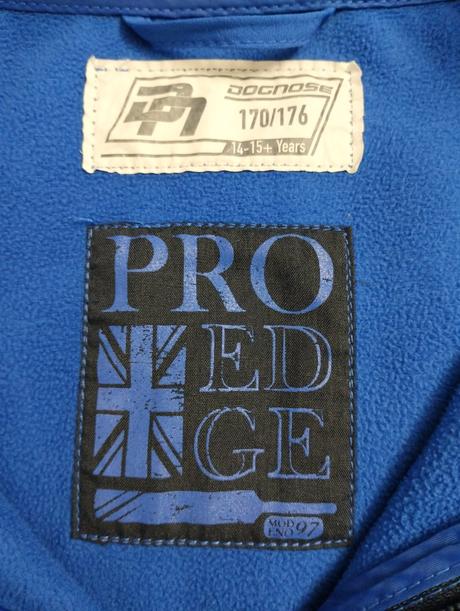 DOGNOSE
170/176
14-15+ Years
PRO
ED
GE
MOD
ENO 97